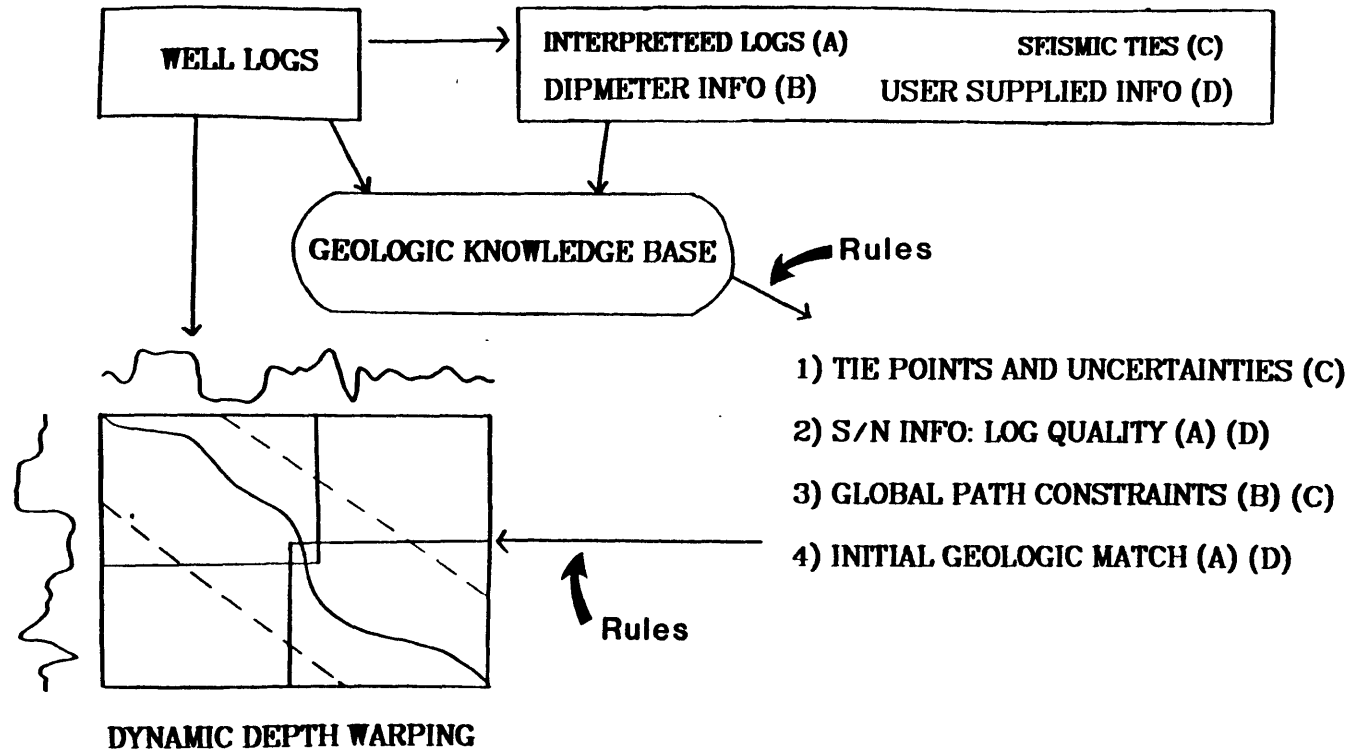 WELL LOGS
INTERPRETEED LOGS (A)
SEISMIC TIES (C)
DIPMETER INFO (B)
USER SUPPLIED INFO (D)
GEOLOGIC KNOWLEDGE BASE
Rules
1) TIE POINTS AND UNCERTAINTIES (C)
2) S/N INFO: LOG QUALITY (A) (D)
3) GLOBAL PATH CONSTRAINTS (B) (C)
4) INITIAL GEOLOGIC MATCH (A) (D)
Rules
DYNAMIC DEPTH WARPING